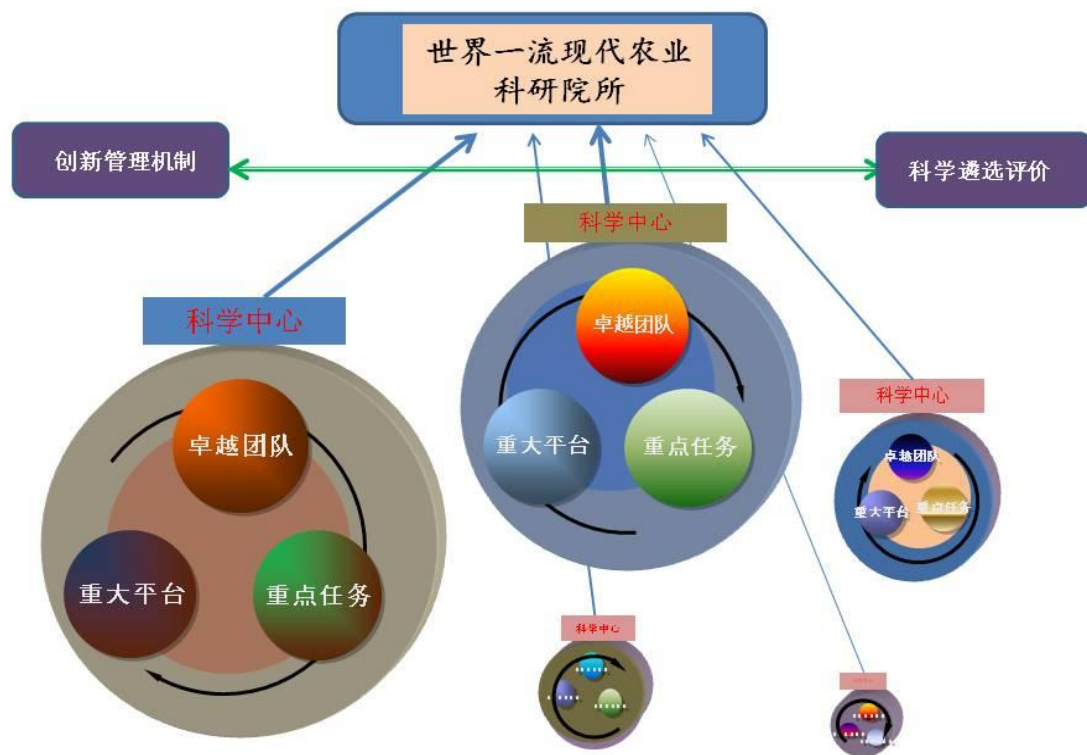 世界一流现代农业
科研院所
创新管理机制
科学遴选评价
科学中心
卓越团队
重大平台
重点任务
科学中心
卓越团队
重大平台
重点任务
科学中心
卓越团队
重大平台
重点任务
科学中心